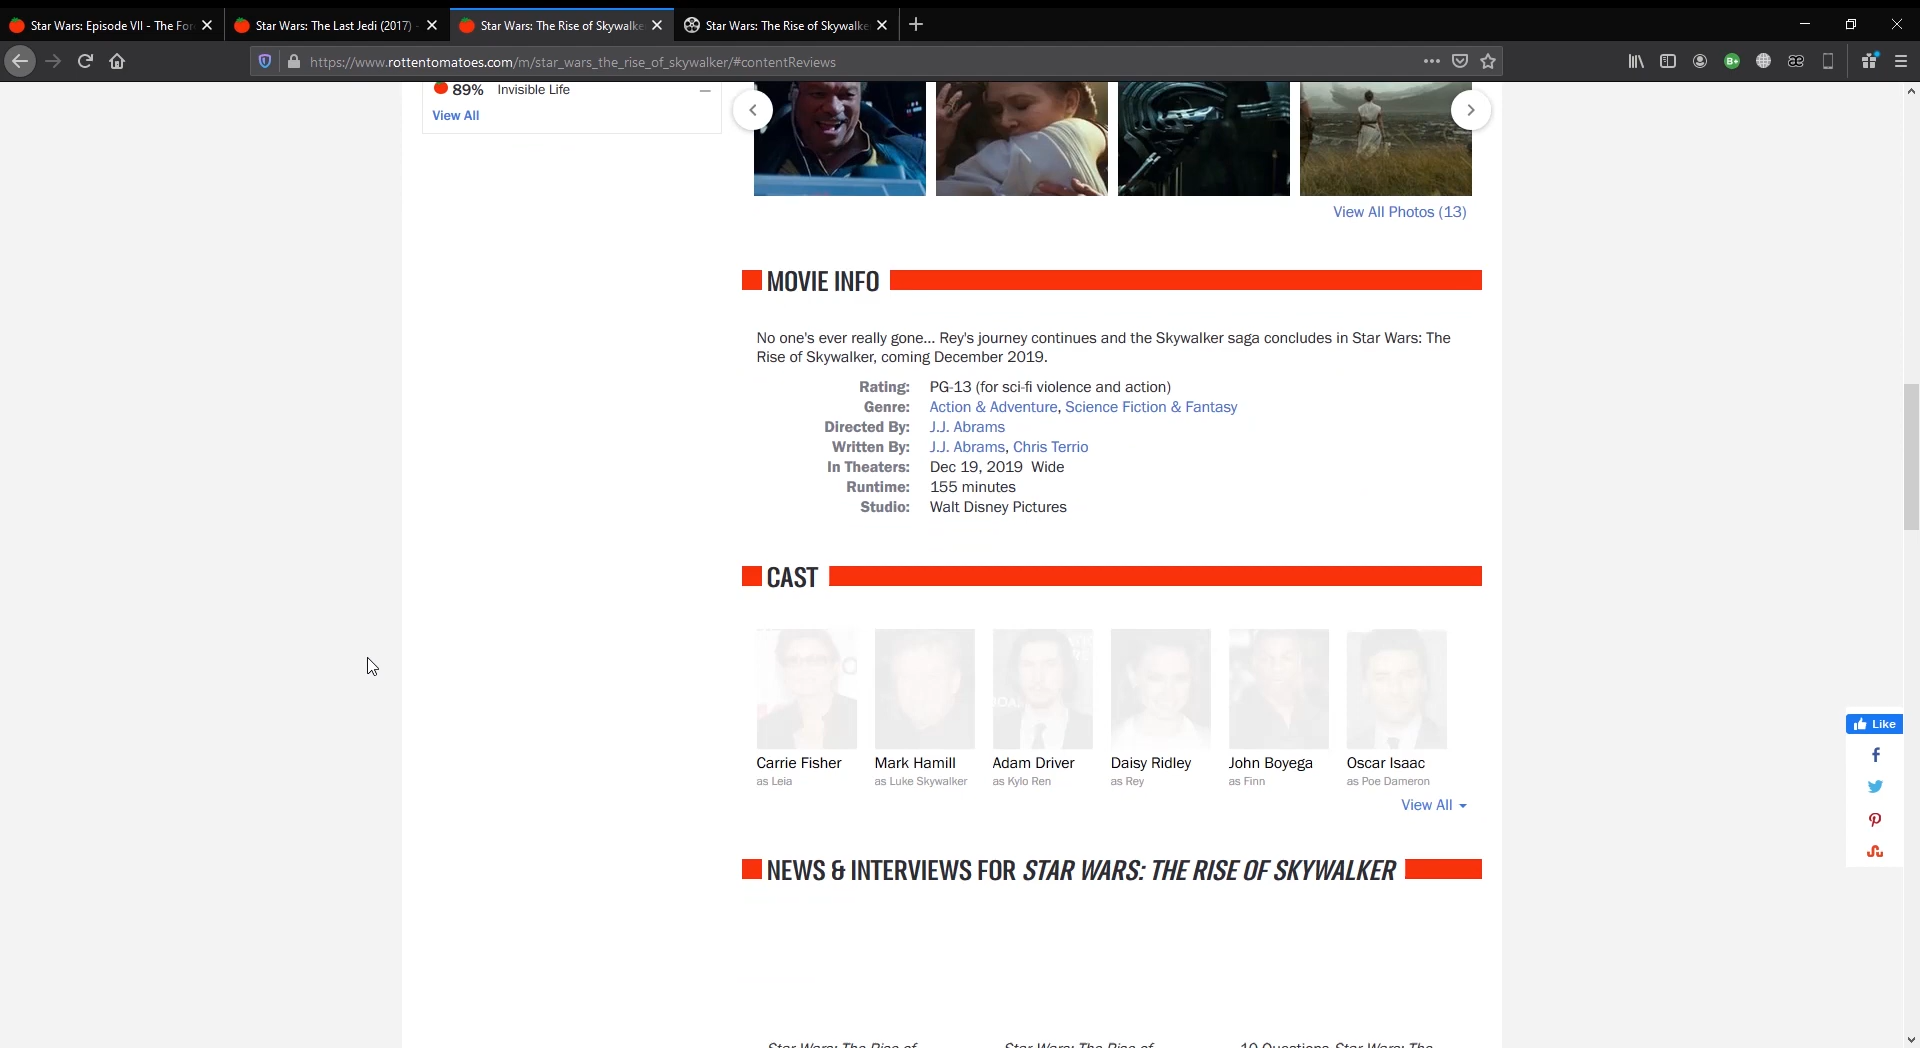 Star Wars: Episode VII - The For
Star Wars: The Last Jedi (2017) -
Star Wars: The Rise of Skywalke
Star Wars: The Rise of Skywalke
https://www.rottentomatoes.com/m/star_wars_the_rise_of_skywalker/#contentReviews
89% Invisible Life —
View All
View All Photos (13)
MOVIE INFO
No one's ever really gone... Rey's journey continues and the Skywalker saga concludes in Star Wars: The
Rise of Skywalker, coming December 2019.
Rating: PG-13 (for sci-fi violence and action)
Genre: Action & Adventure, Science Fiction & Fantasy
Directed By: J.J. Abrams
Written By: J.J. Abrams, Chris Terrio
In Theaters: Dec 19, 2019 Wide
Runtime: 155 minutes
Studio: Walt Disney Pictures
CAST
Carrie Fisher
as Leia
Mark Hamill
as Luke Skywalker
Adam Driver
as Kylo Ren
Daisy Ridley
as Rey
John Boyega
as Finn
Oscar Isaac
as Poe Dameron
View All
Like
NEWS & INTERVIEWS FOR STAR WARS: THE RISE OF SKYWALKER
Star Wars: The Rise of
Star Wars: The Rise of
10 Questions Star Wars: The